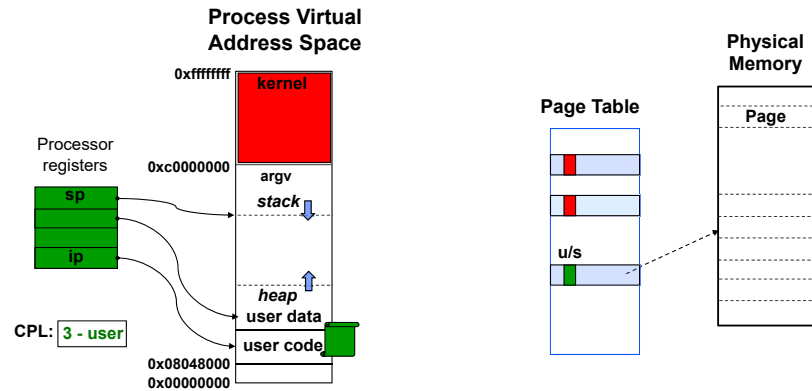 Process Virtual
Address Space
0xffffffff
kernel
Processor
registers
0xc0000000
argv
sp
stack
ip
heap
user data
CPL: 3 - user
user code
0x08048000
0x00000000
Page Table
u/s
Physical
Memory
Page